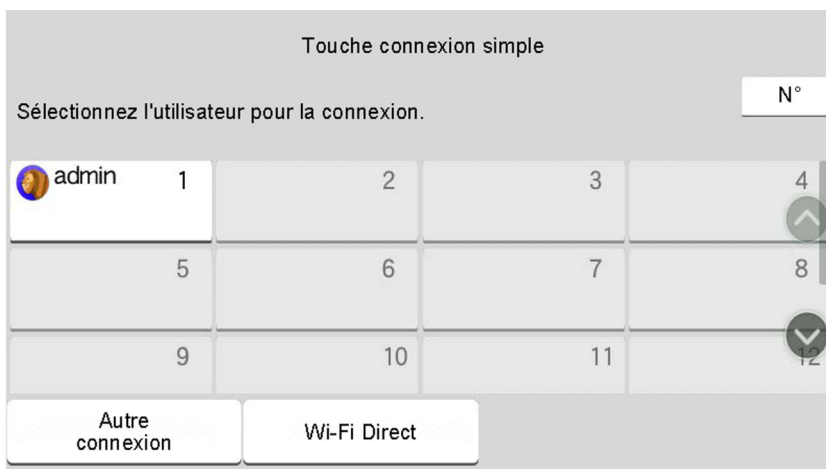 Touche connexion simple
N°
Sélectionnez l'utilisateur pour la connexion.
admin 1 2 3 4
5 6 7 8
9 10 11 12
Autre
connexion
Wi-Fi Direct